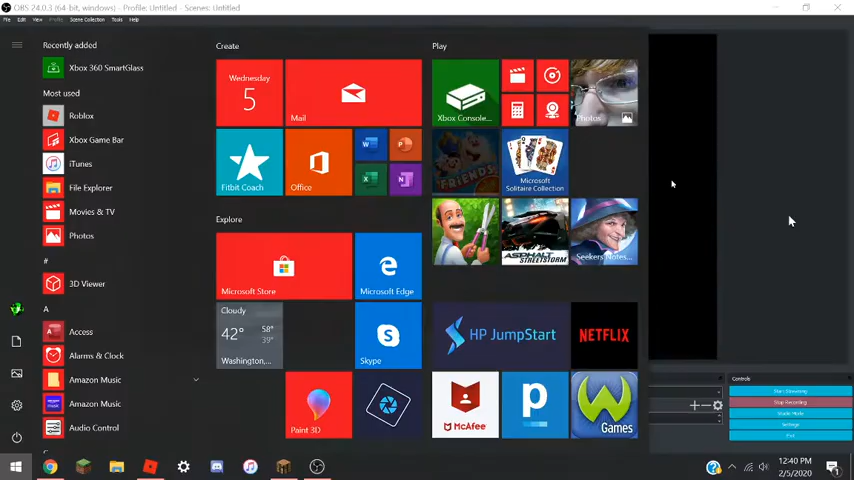 OBS 24.0.3 (64-bit, windows) - Profile: Untitled - Scenes: Untitled
File Edit View Profile Scene Collection Tools Help
Recently added
Xbox 360 SmartGlass
Most used
Roblox
Xbox Game Bar
iTunes
File Explorer
Movies & TV
Photos
#
3D Viewer
A
Access
Alarms & Clock
Amazon Music
Amazon Music
Audio Control
Create
Wednesday
5
Mail
Fitbit Coach
Office
Explore
Microsoft Store
Microsoft Edge
Cloudy
42° 58°
39°
Washington,...
Skype
Paint 3D
Play
Xbox Console...
Photos
FRIENDS
Microsoft
Solitaire Collection
ASPHALT
STREETSTORM
Seekers Notes...
HP JumpStart
NETFLIX
McAfee
Games
Controls
Start Streaming
Stop Recording
Studio Mode
Settings
Exit
12:40 PM
2/5/2020